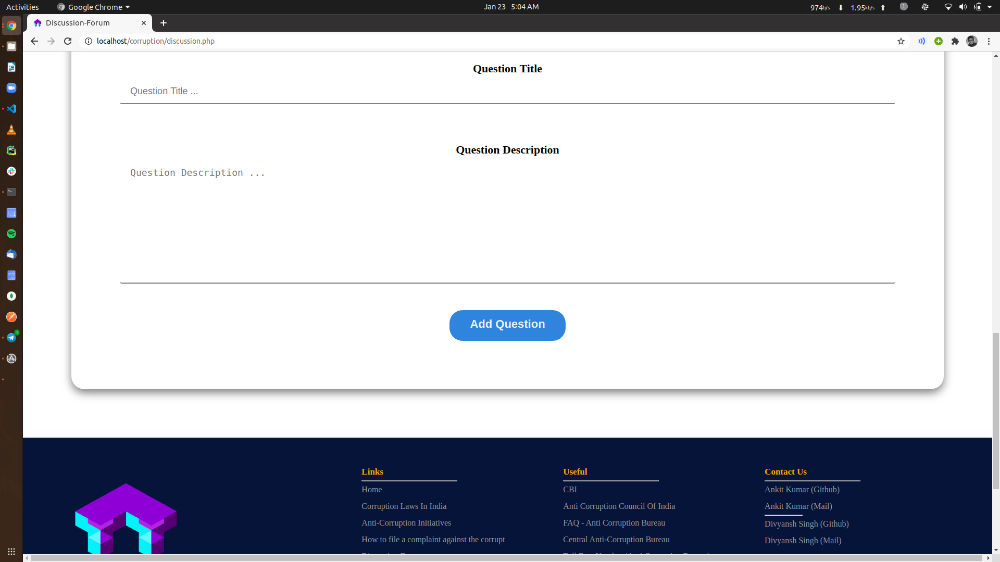 Activities
Google Chrome
Jan 23 5:04 AM
974b/s
1.95kb/s
1
Discussion-Forum
localhost/corruption/discussion.php
Question Title
Question Title ...
Question Description
Question Description ...
Add Question
Links
Home
Corruption Laws In India
Anti-Corruption Initiatives
How to file a complaint against the corrupt
Useful
CBI
Anti Corruption Council Of India
FAQ - Anti Corruption Bureau
Central Anti-Corruption Bureau
Contact Us
Ankit Kumar (Github)
Ankit Kumar (Mail)
Divyansh Singh (Github)
Divyansh Singh (Mail)